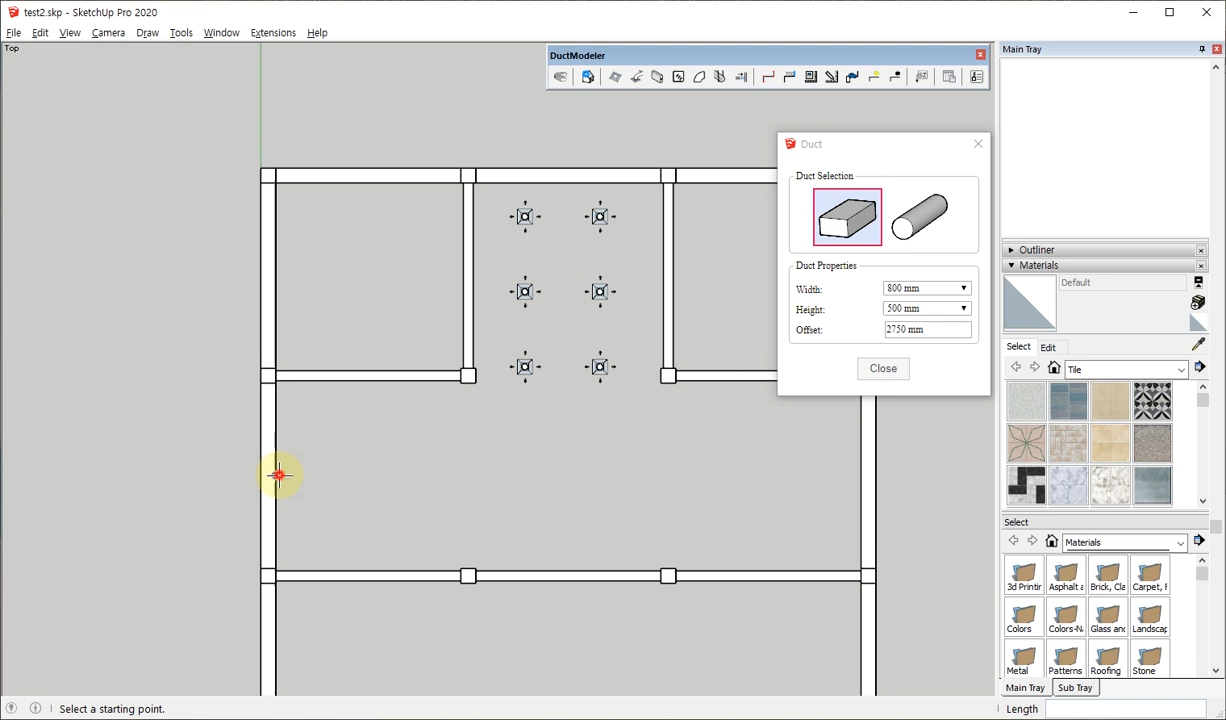 test2.skp - SketchUp Pro 2020
File Edit View Camera Draw Tools Window Extensions Help
Top
DuctModeler
Main Tray
Duct
Duct Selection
Duct Properties
Width: 800 mm
Height: 500 mm
Offset: 2750 mm
Close
Outliner
Materials
Default
Select Edit
Tile
Select
Materials
3d Printir Asphalt a Brick, Cla Carpet, F
Colors Colors-Na Glass and Landscap
Metal Patterns Roofing Stone
Main Tray Sub Tray
Select a starting point. Length